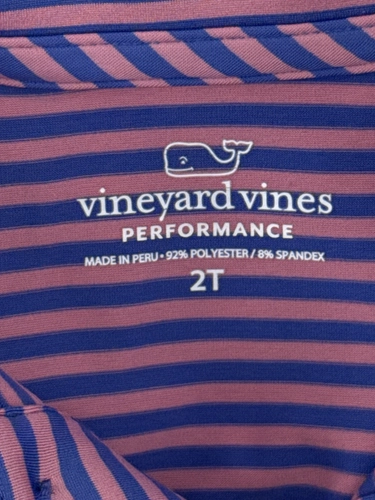 vineyard vines
PERFORMANCE
MADE IN PERU • 92% POLYESTER / 8% SPANDEX
2T